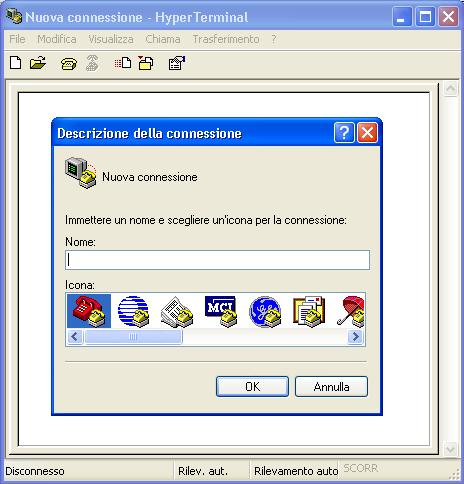 Nuova connessione - HyperTerminal
File Modifica Visualizza Chiama Trasferimento ?
Descrizione della connessione
Nuova connessione
Immettere un nome e scegliere un'icona per la connessione:
Nome:
Icona:
MCI
OK Annulla
Disconnesso Rilev. aut. Rilevamento auto SCORR